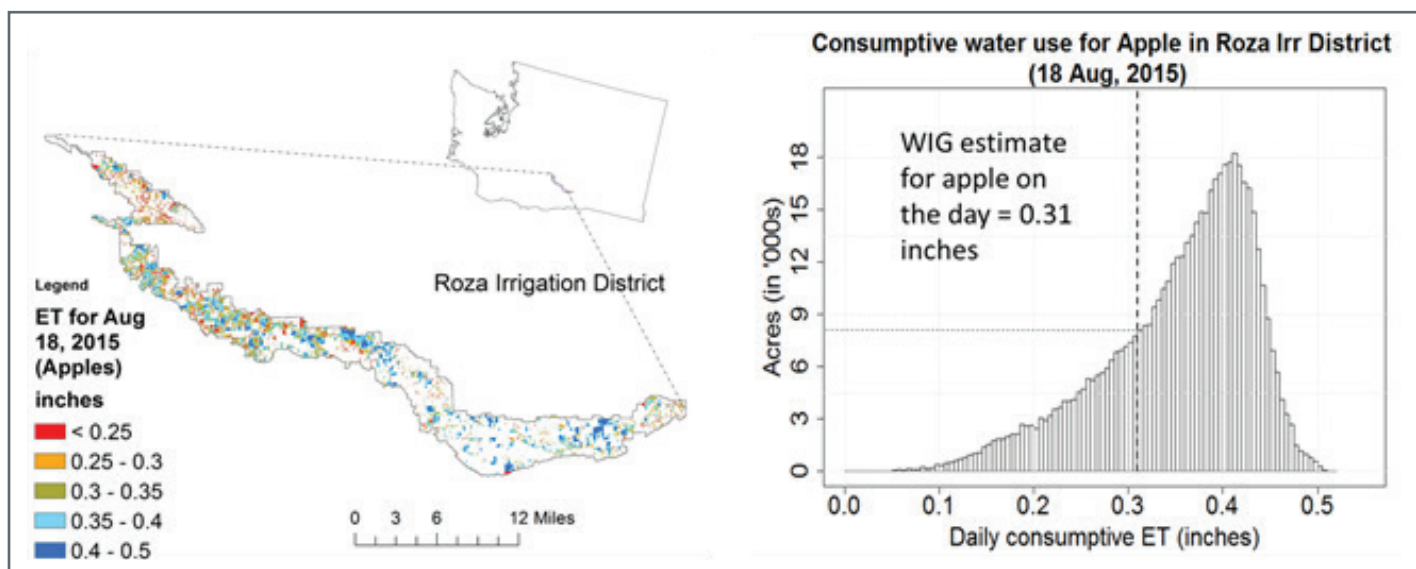 Roza Irrigation District
Legend
ET for Aug
18, 2015
(Apples)
inches
< 0.25
0.25 - 0.3
0.3 - 0.35
0.35 - 0.4
0.4 - 0.5
0 3 6 12 Miles
Consumptive water use for Apple in Roza Irr District
(18 Aug, 2015)
WIG estimate
for apple on
the day = 0.31
inches
Acres (in '000s)
18
15
12
9
6
3
0
0.0 0.1 0.2 0.3 0.4 0.5
Daily consumptive ET (inches)